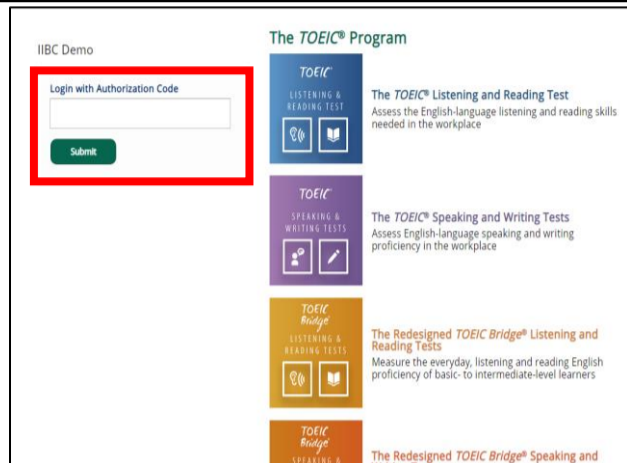 IIBC Demo
Login with Authorization Code
Submit
The TOEIC® Program
TOEIC®
LISTENING &
READING TEST
The TOEIC® Listening and Reading Test
Assess the English-language listening and reading skills
needed in the workplace
TOEIC®
SPEAKING &
WRITING TESTS
The TOEIC® Speaking and Writing Tests
Assess English-language speaking and writing
proficiency in the workplace
TOEIC
Bridge®
LISTENING &
READING TESTS
The Redesigned TOEIC Bridge® Listening and
Reading Tests
Measure the everyday, listening and reading English
proficiency of basic- to intermediate-level learners
TOEIC
Bridge®
SPEAKING &
The Redesigned TOEIC Bridge® Speaking and